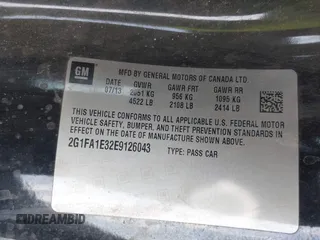 GM
MFD BY GENERAL MOTORS OF CANADA LTD
DATE GVWR GAWR FRT GAWR RR
07/13 2051 KG 956 KG 1095 KG
4522 LB 2108 LB 2414 LB
THIS VEHICLE CONFORMS TO ALL APPLICABLE U.S. FEDERAL MOTOR
VEHICLE SAFETY, BUMPER, AND THEFT PREVENTION STANDARDS IN
EFFECT ON THE DATE OF MANUFACTURE SHOWN ABOVE.
2G1FA1E32E9126043 TYPE: PASS CAR
DREAMBID